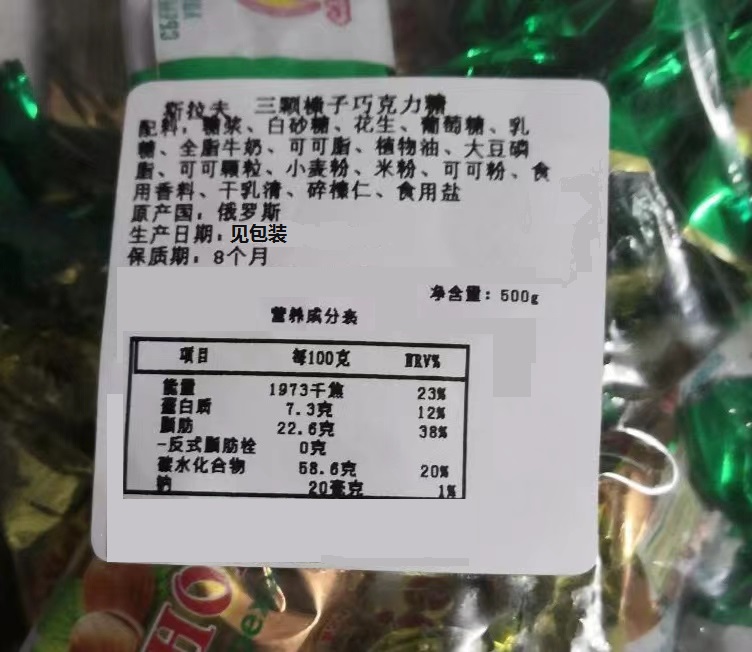 СЫН
斯拉夫 三颗榛子巧克力糖
配料：糖浆、白砂糖、花生、葡萄糖、乳
糖、全脂牛奶、可可脂、植物油、大豆磷
脂、可可颗粒、小麦粉、米粉、可可粉、食
用香料、干乳清、碎榛仁、食用盐
原产国：俄罗斯
生产日期：见包装
保质期：8个月
净含量：500g
营养成分表
项目 每100克 NRV%
能量 1973千焦 23%
蛋白质 7.3克 12%
脂肪 22.6克 38%
-反式脂肪栓 0克
碳水化合物 58.6克 20%
钠 20毫克 1%
НО